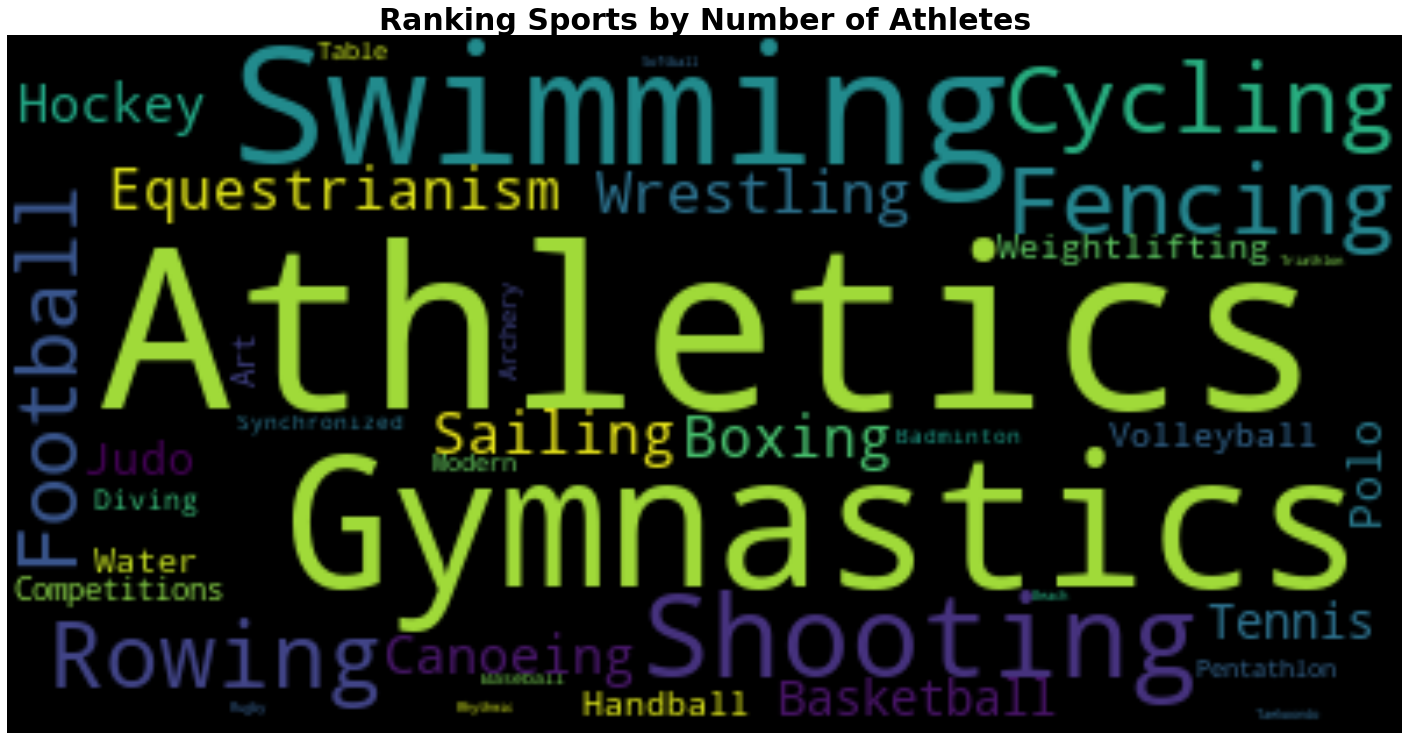 Ranking Sports by Number of Athletes
Table
Softball
Swimming
Cycling
Hockey
Equestrianism
Wrestling
Fencing
Football
Weightlifting
Triathlon
Athletics
Art
Archery
Synchronized
Sailing
Boxing
Badminton
Volleyball
Polo
Judo
Modern
Diving
Gymnastics
Water
Competitions
Beach
Shooting
Tennis
Rowing
Canoeing
Pentathlon
Baseball
Handball
Basketball
Rugby
Rhythmic
Taekwondo